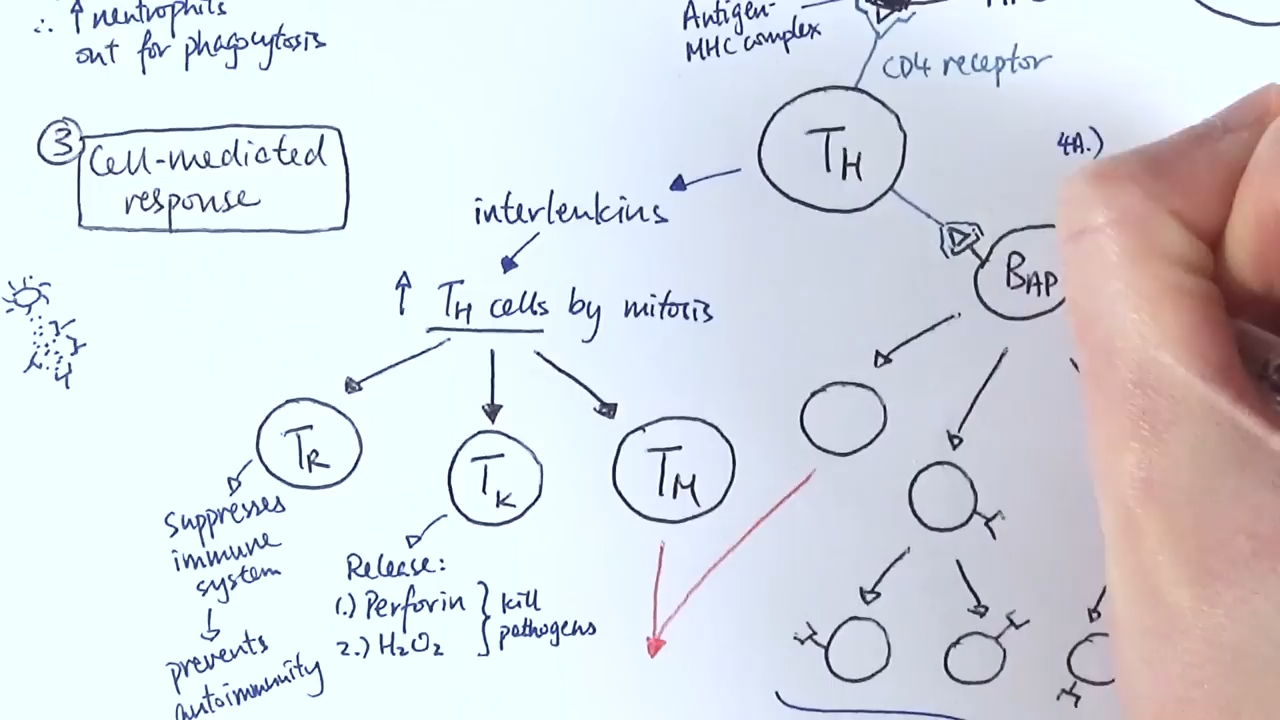 ∴ ↑ neutrophils
out for phagocytosis
Antigen-
MHC complex
CD4 receptor
TH
4A.)
3
Cell-mediated
response
interleukins
BAP
↑ TH cells by mitosis
TR
TK
TM
Suppresses
immune
system
prevents
autoimmunity
Release:
1.) Perforin
2.) H2O2
kill
pathogens